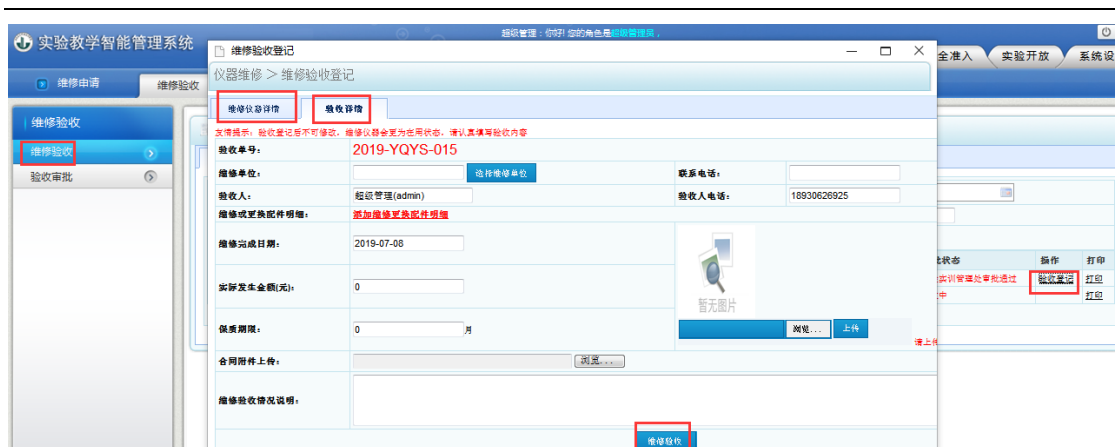 超级管理：你好! 您的角色是超级管理员，
实验教学智能管理系统
维修验收登记
全准入 实验开放 系统设
维修申请 维修验收
仪器维修 > 维修验收登记
维修仪器详情 验收详情
维修验收
友情提示：验收登记后不可修改，维修仪器会更为在用状态，请认真填写验收内容
维修验收
验收单号： 2019-YQYS-015
验收审批
维修单位： 选择维修单位 联系电话：
验收人： 超级管理(admin) 验收人电话： 18930626925
维修或更换配件明细： 添加维修更换配件明细
维修完成日期： 2019-07-08
状态 操作 打印
实训管理处审批通过 验收登记 打印
中 打印
实际发生金额(元)： 0
暂无图片
保质期限： 0 月
浏览... 上传
请上传
合同附件上传： 浏览...
维修验收情况说明：
维修验收